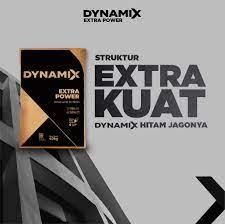 DYNAMIX
EXTRA POWER
STRUKTUR
EXTRA
KUAT
DYNAMIX HITAM JAGONYA
DYNAMIX
EXTRA
POWER